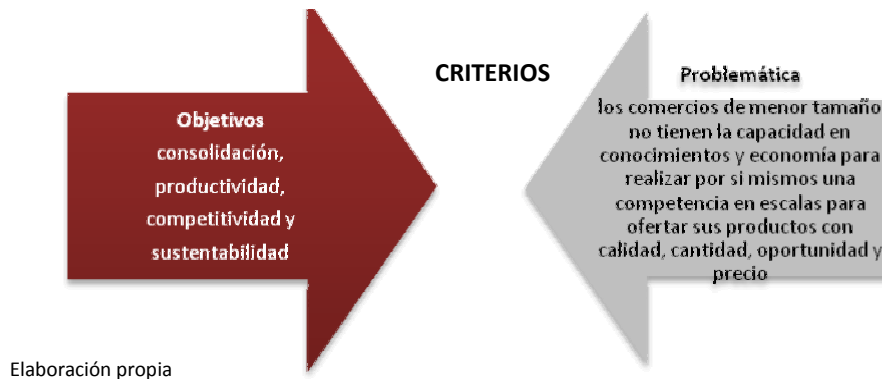 CRITERIOS
Objetivos
consolidación,
productividad,
competitividad y
sustentabilidad
Problemática
los comercios de menor tamaño
no tienen la capacidad en
conocimientos y economía para
realizar por si mismos una
competencia en escalas para
ofertar sus productos con
calidad, cantidad, oportunidad y
precio
Elaboración propia